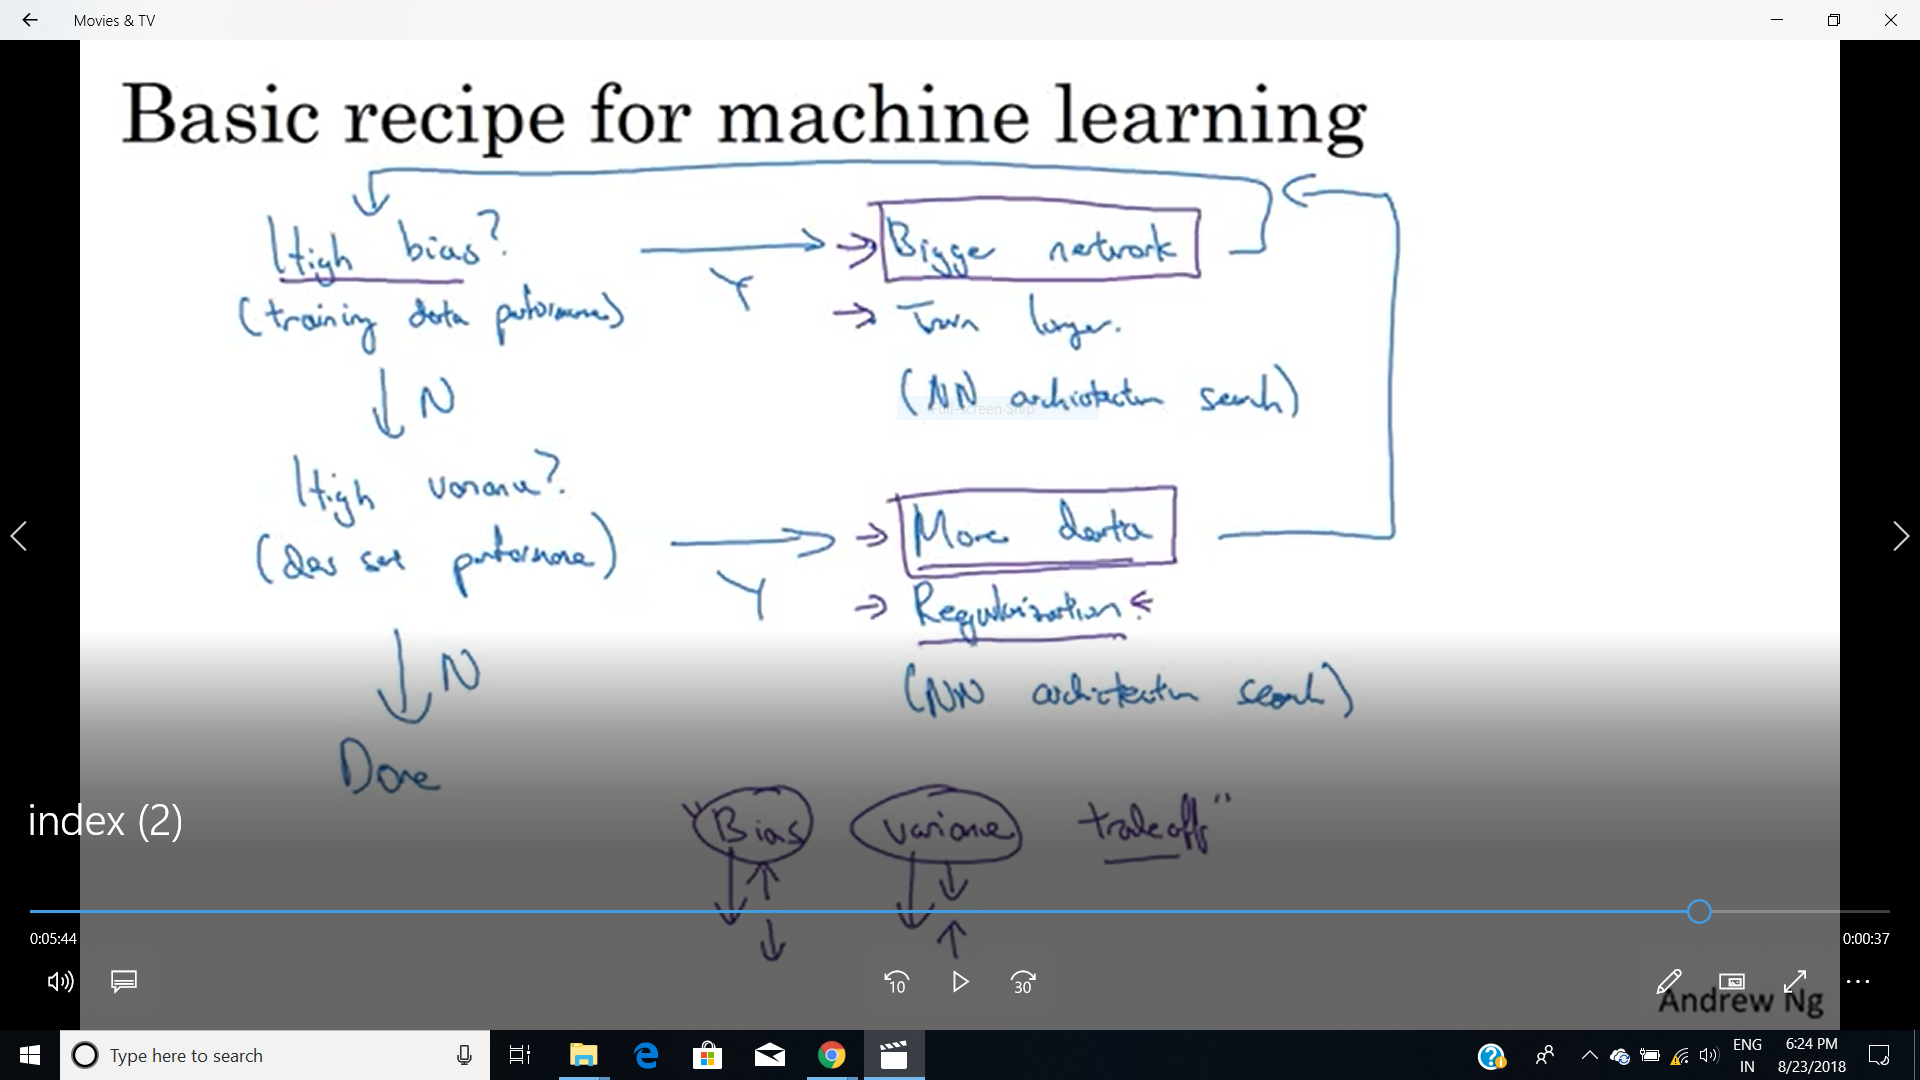 Movies & TV
Basic recipe for machine learning
High bias? Y Bigger network
(training data performance) Train longer.
N (NN architecture search)
Full-screen Snip
High variance? Y More data
(dev set performance) Regularization.
N (NN architecture search)
Done
index (2)
"Bias variance tradeoff"
0:05:44 0:00:37
10 30
Andrew Ng
Type here to search
ENG
IN
6:24 PM
8/23/2018